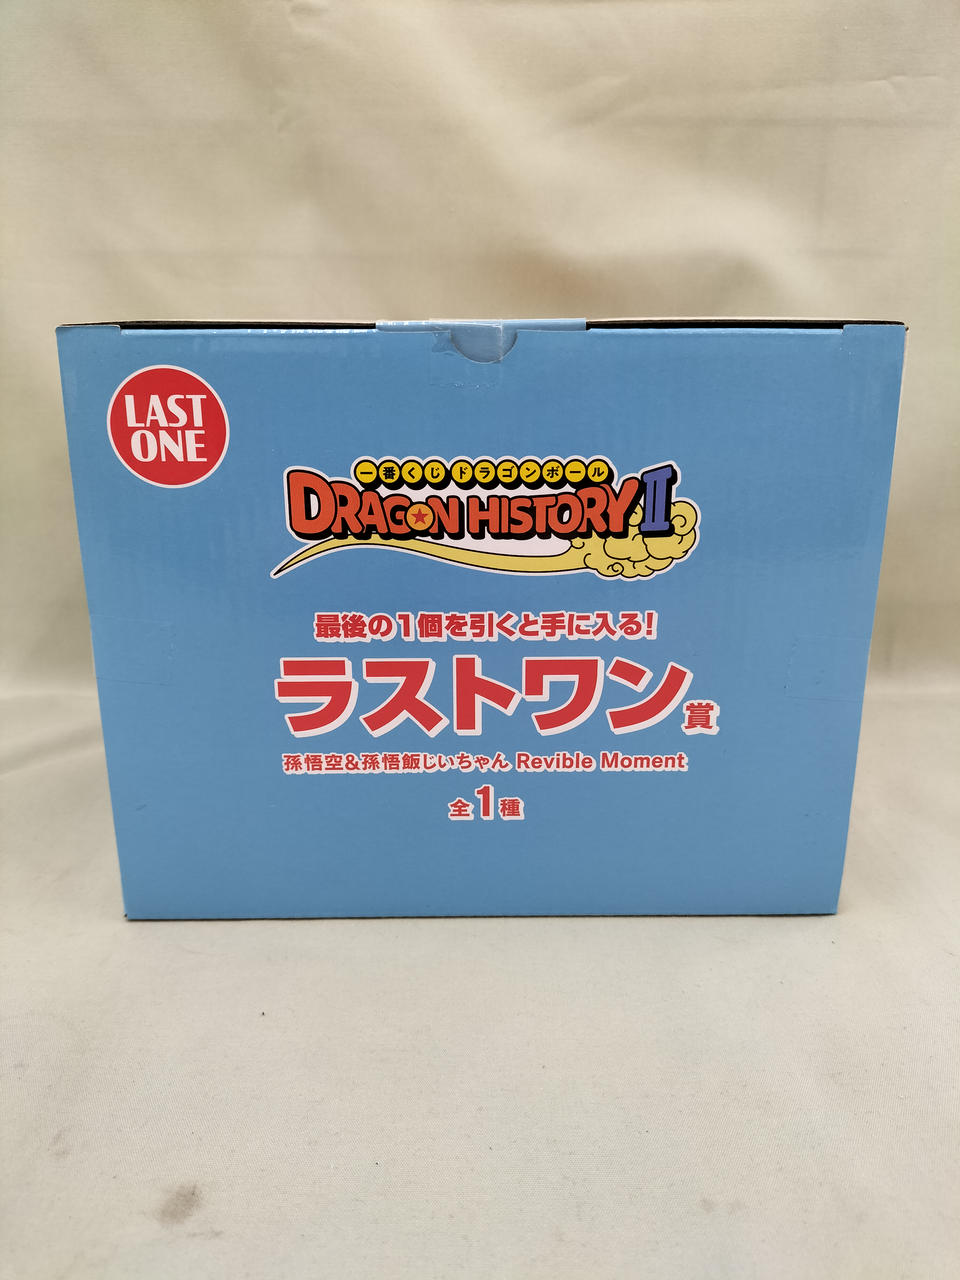 LAST
ONE
一番くじ ドラゴンボール
DRAGON HISTORY II
最後の1個を引くと手に入る!
ラストワン賞
孫悟空&孫悟飯じいちゃん Revible Moment
全1種